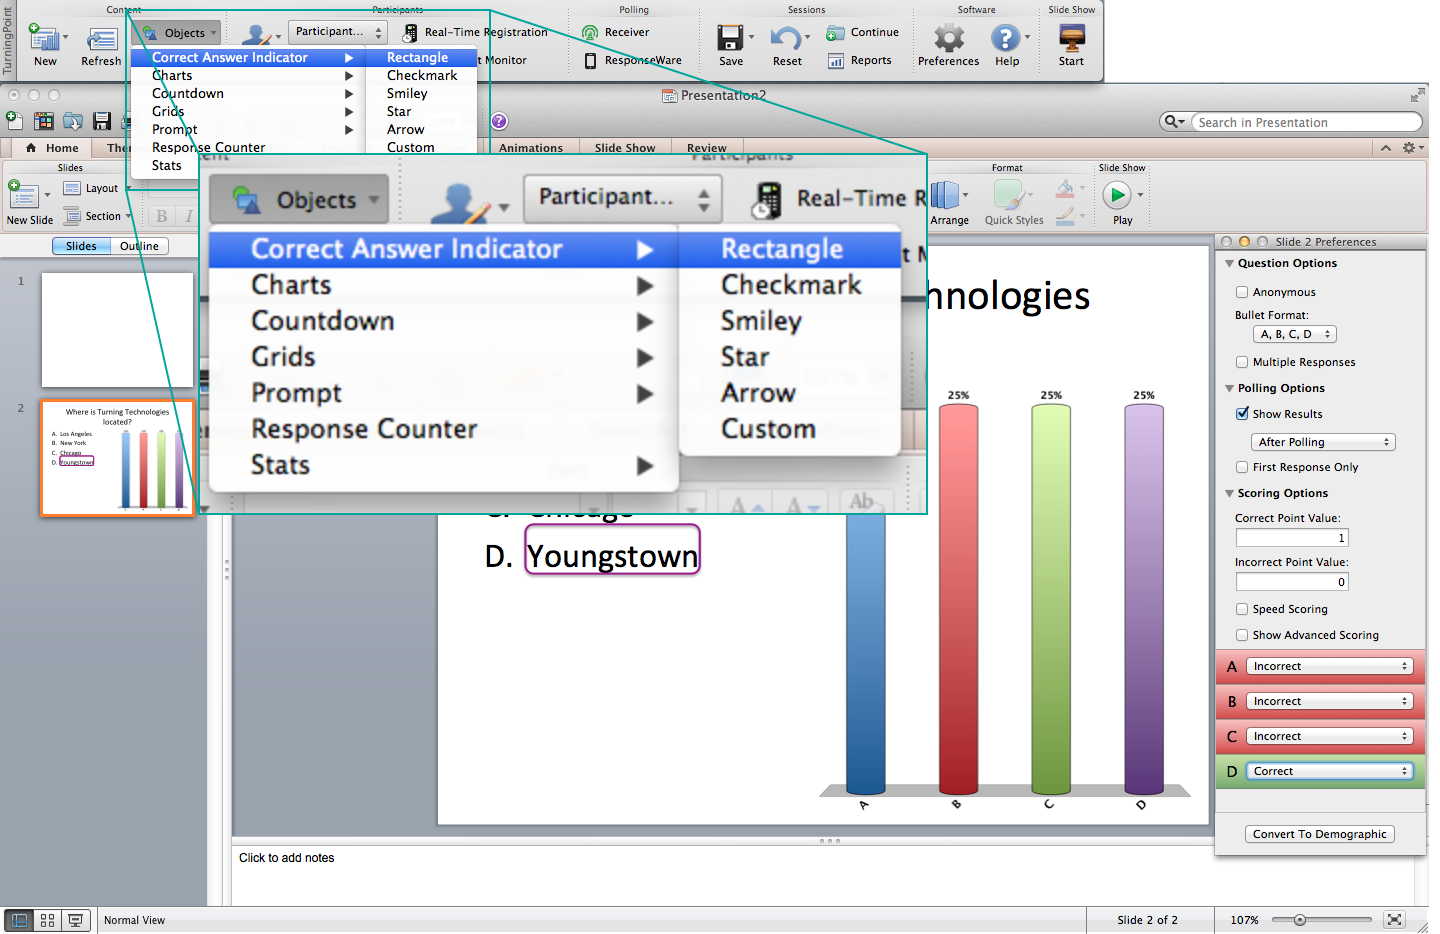 TurningPoint
Content
Participants
Polling
Sessions
Software
Slide Show
Objects
Participant...
Real-Time Registration
Receiver
Continue
New
Refresh
t Monitor
ResponseWare
Save
Reset
Reports
Preferences
Help
Start
Correct Answer Indicator
Rectangle
Charts
Checkmark
Countdown
Smiley
Grids
Star
Prompt
Arrow
Response Counter
Custom
Stats
Presentation2
Search in Presentation
Home
Animations
Slide Show
Review
Slides
Format
Slide Show
New Slide
Layout
Section
B I
Arrange
Quick Styles
Play
Slides
Outline
Participants
Objects
Participant...
Real-Time R
Correct Answer Indicator
Rectangle
Charts
Checkmark
Countdown
Smiley
Grids
Star
Prompt
Arrow
Response Counter
Custom
Stats
1
2
Where is Turning Technologies
located?
A. Los Angeles
B. New York
C. Chicago
D. Youngstown
hnologies
C. Chicago
D. Youngstown
25%
25%
25%
A
B
C
D
Slide 2 Preferences
Question Options
Anonymous
Bullet Format:
A, B, C, D
Multiple Responses
Polling Options
Show Results
After Polling
First Response Only
Scoring Options
Correct Point Value:
1
Incorrect Point Value:
0
Speed Scoring
Show Advanced Scoring
A Incorrect
B Incorrect
C Incorrect
D Correct
Convert To Demographic
Click to add notes
Normal View
Slide 2 of 2
107%